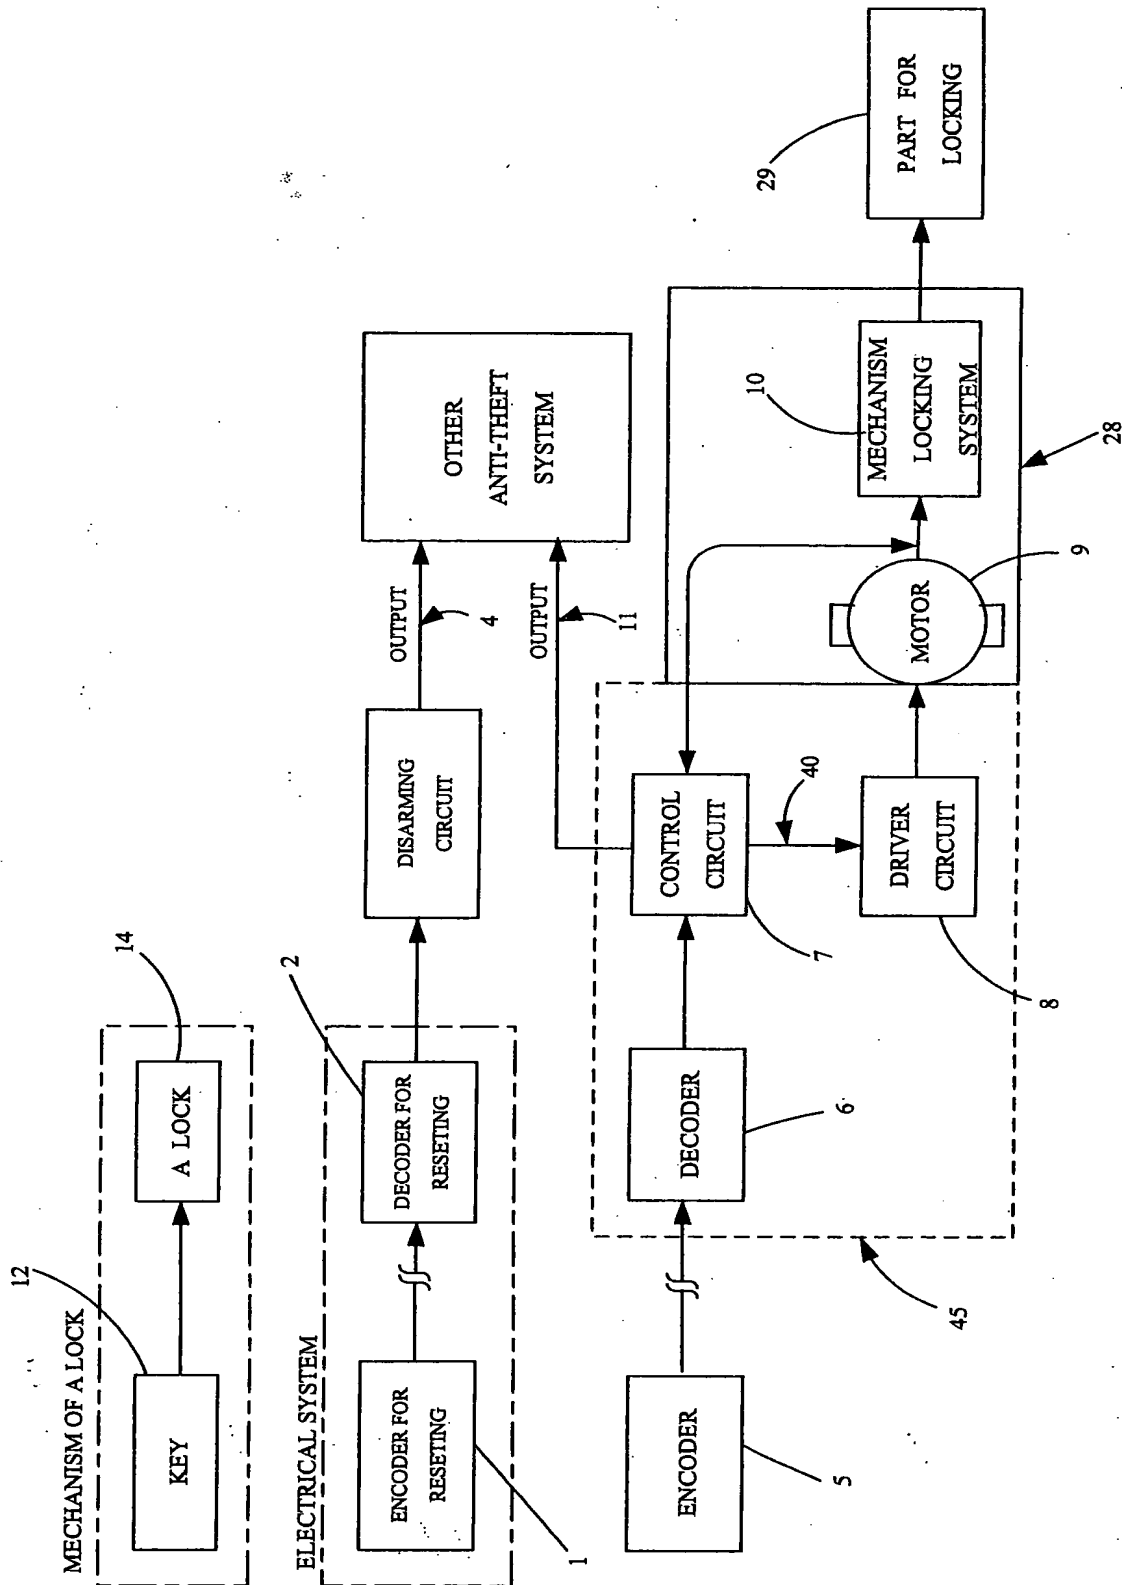 MECHANISM OF A LOCK
12
14
KEY
A LOCK
ELECTRICAL SYSTEM
2
ENCODER FOR
RESETING
DECODER FOR
RESETING
DISARMING
CIRCUIT
OUTPUT
4
OTHER
ANTI-THEFT
SYSTEM
1
OUTPUT
11
ENCODER
5
DECODER
6
CONTROL
CIRCUIT
7
40
DRIVER
CIRCUIT
8
MOTOR
9
10
MECHANISM
LOCKING
SYSTEM
29
PART FOR
LOCKING
45
28